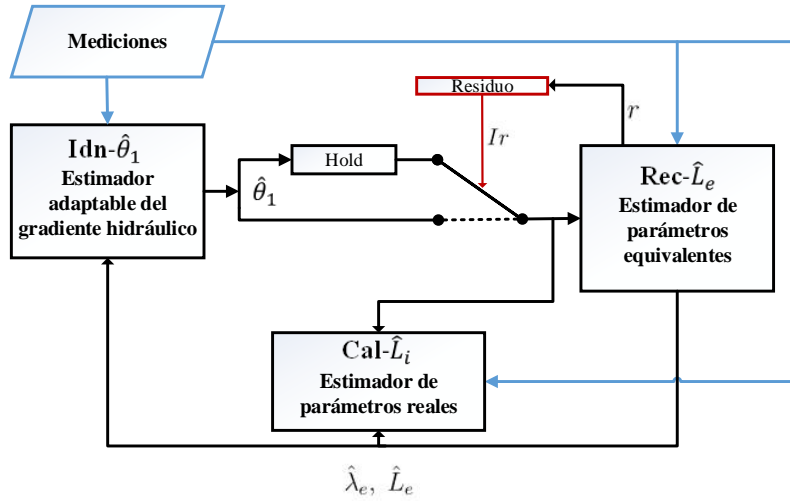 Mediciones
Residuo
r
Idn-θ̂₁
Estimador
adaptable del
gradiente hidráulico
Hold
Ir
θ̂₁
Rec-L̂ₑ
Estimador de
parámetros
equivalentes
Cal-L̂ᵢ
Estimador de
parámetros reales
λ̂ₑ, L̂ₑ